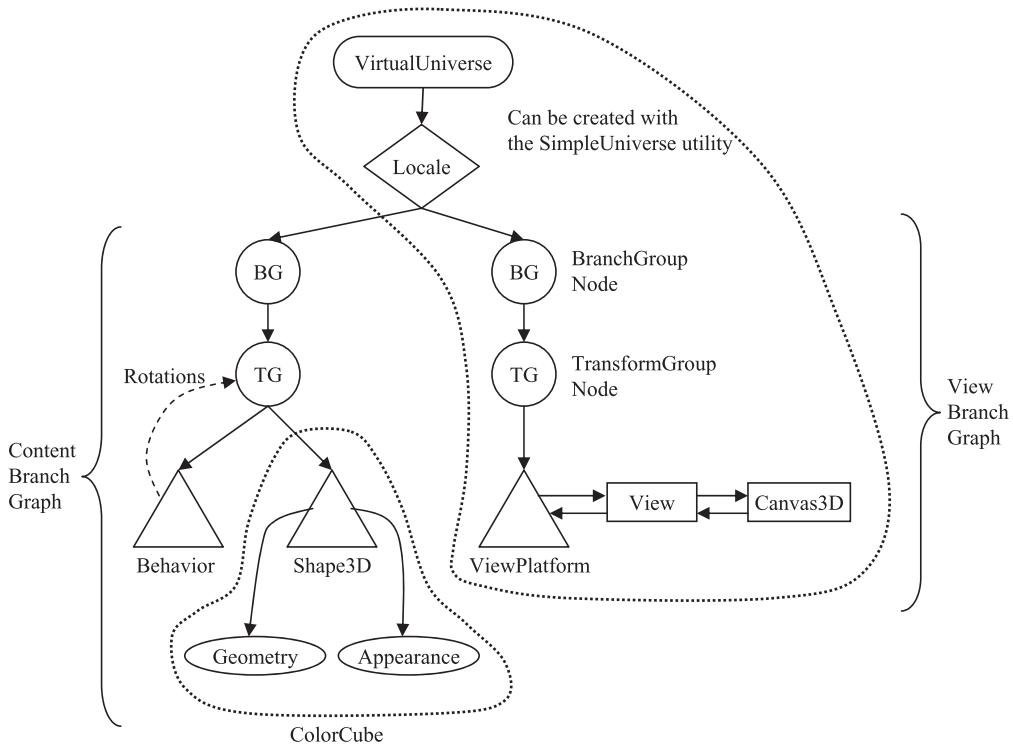 VirtualUniverse
Can be created with
the SimpleUniverse utility
Locale
BG
BG
BranchGroup
Node
TG
TG
TransformGroup
Node
Rotations
View
Branch
Graph
Content
Branch
Graph
View
Canvas3D
Behavior
Shape3D
ViewPlatform
Geometry
Appearance
ColorCube